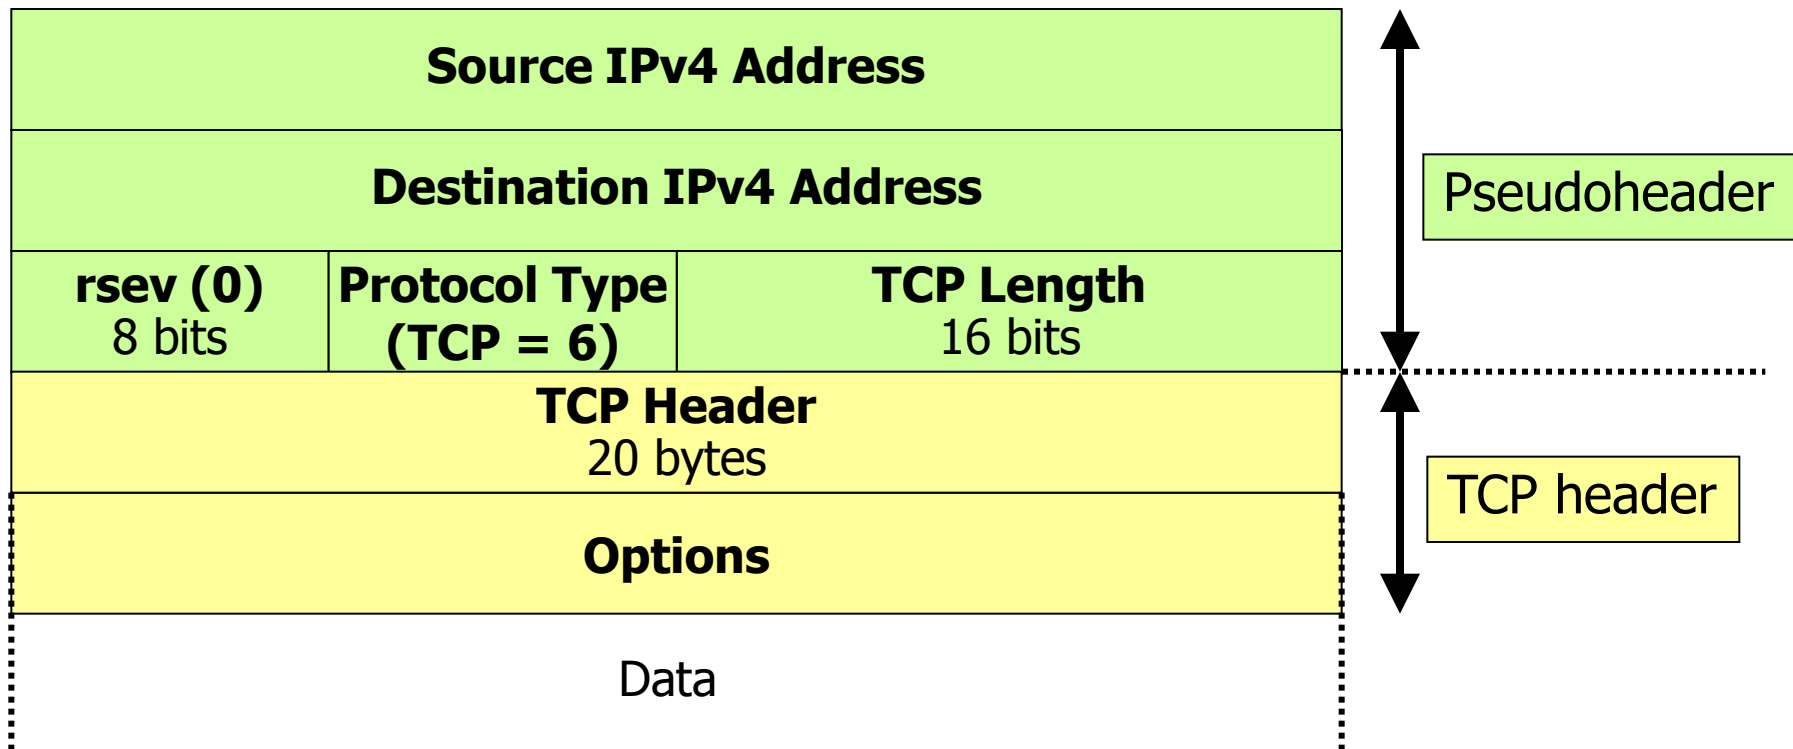 Source IPv4 Address
Destination IPv4 Address
Pseudoheader
rsev (0)
8 bits
Protocol Type
(TCP = 6)
TCP Length
16 bits
TCP Header
20 bytes
TCP header
Options
Data